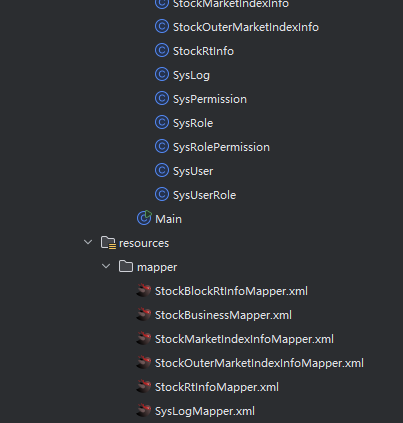 StockMarketIndexInfo
StockOuterMarketIndexInfo
StockRtInfo
SysLog
SysPermission
SysRole
SysRolePermission
SysUser
SysUserRole
Main
resources
mapper
StockBlockRtInfoMapper.xml
StockBusinessMapper.xml
StockMarketIndexInfoMapper.xml
StockOuterMarketIndexInfoMapper.xml
StockRtInfoMapper.xml
SysLogMapper.xml